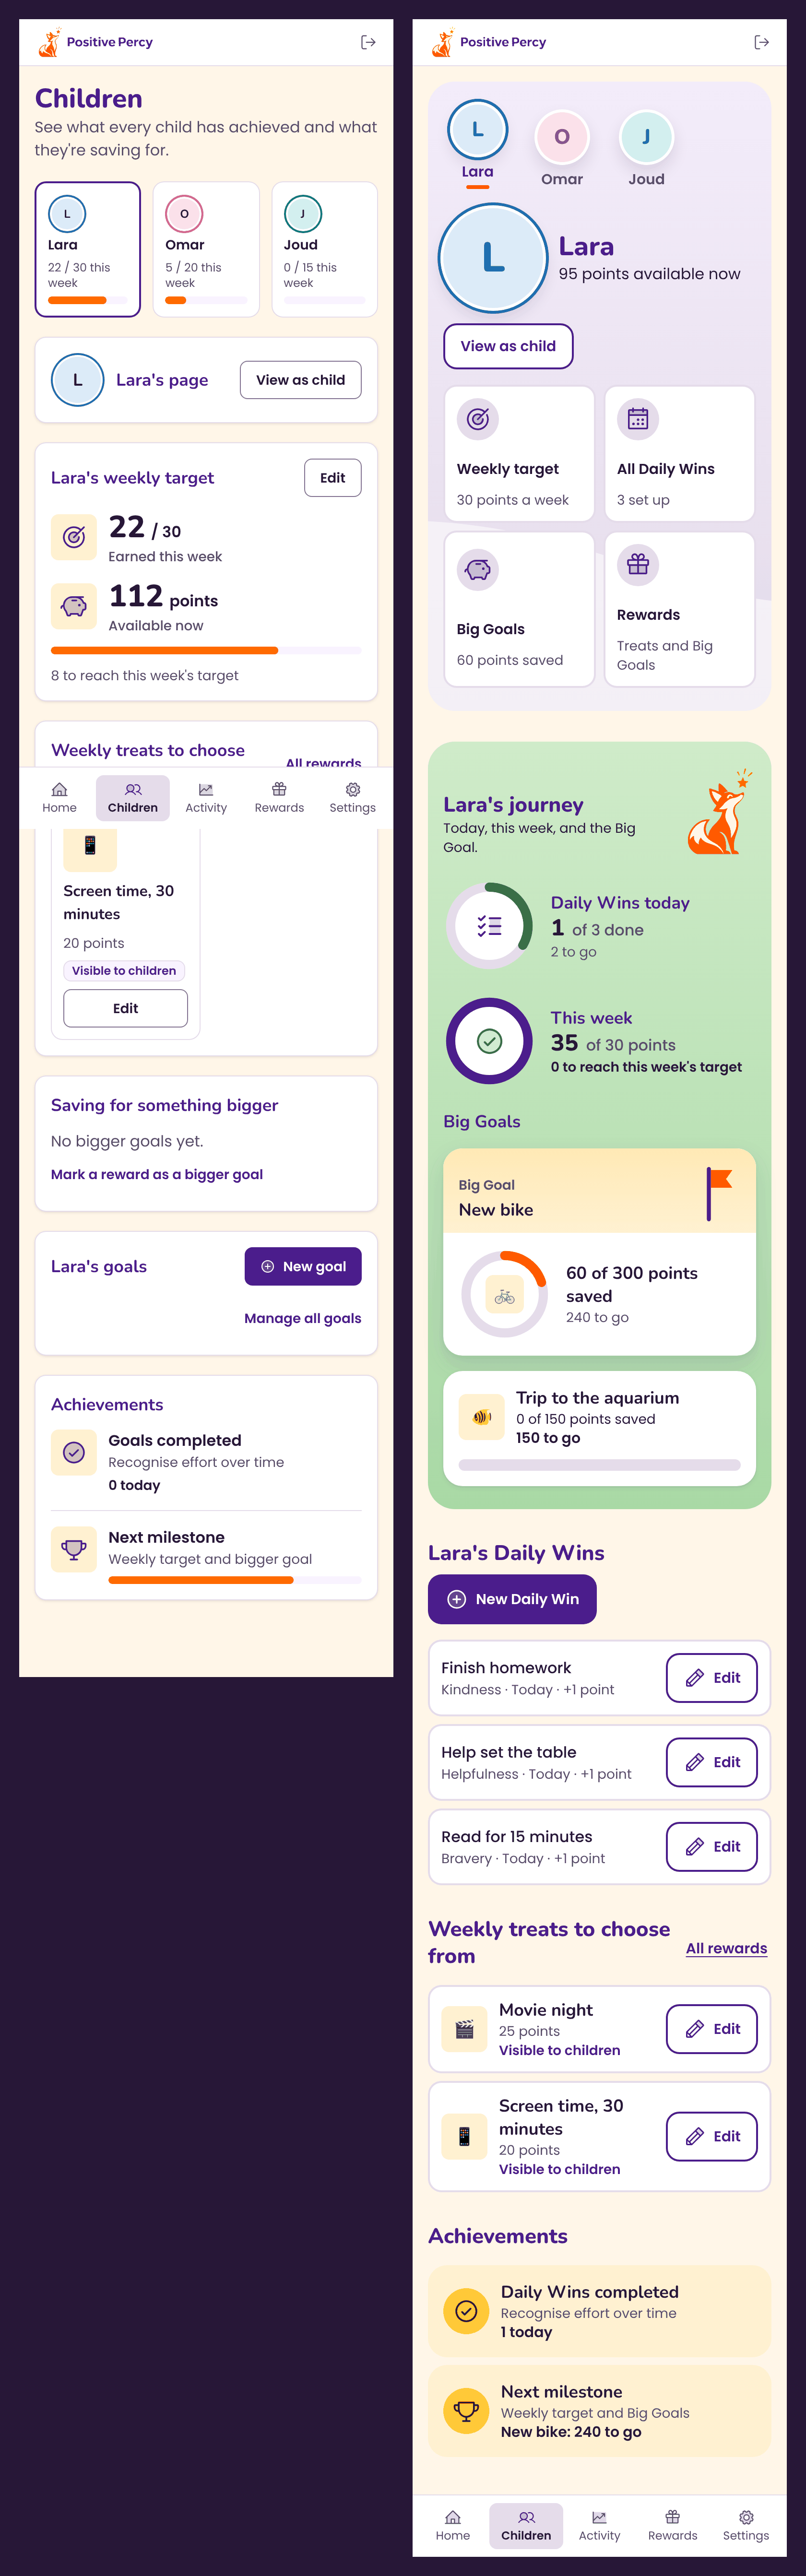 Positive Percy
Children
See what every child has achieved and what
they're saving for.
L
Lara
22 / 30 this
week
O
Omar
5 / 20 this
week
J
Joud
0 / 15 this
week
L
Lara's page
View as child
Lara's weekly target
Edit
22 / 30
Earned this week
112 points
Available now
8 to reach this week's target
Weekly treats to choose
All rewards
Home
Children
Activity
Rewards
Settings
Screen time, 30
minutes
20 points
Visible to children
Edit
Saving for something bigger
No bigger goals yet.
Mark a reward as a bigger goal
Lara's goals
New goal
Manage all goals
Achievements
Goals completed
Recognise effort over time
0 today
Next milestone
Weekly target and bigger goal
Positive Percy
L
Lara
O
Omar
J
Joud
L
Lara
95 points available now
View as child
Weekly target
30 points a week
All Daily Wins
3 set up
Big Goals
60 points saved
Rewards
Treats and Big
Goals
Lara's journey
Today, this week, and the Big
Goal.
Daily Wins today
1 of 3 done
2 to go
This week
35 of 30 points
0 to reach this week's target
Big Goals
Big Goal
New bike
60 of 300 points
saved
240 to go
Trip to the aquarium
0 of 150 points saved
150 to go
Lara's Daily Wins
New Daily Win
Finish homework
Kindness · Today · +1 point
Edit
Help set the table
Helpfulness · Today · +1 point
Edit
Read for 15 minutes
Bravery · Today · +1 point
Edit
Weekly treats to choose
from
All rewards
Movie night
25 points
Visible to children
Edit
Screen time, 30
minutes
20 points
Visible to children
Edit
Achievements
Daily Wins completed
Recognise effort over time
1 today
Next milestone
Weekly target and Big Goals
New bike: 240 to go
Home
Children
Activity
Rewards
Settings